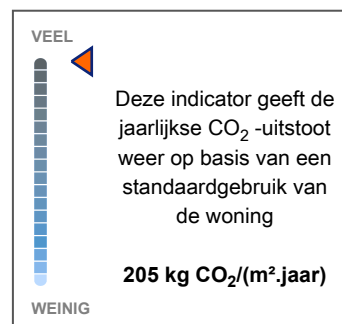 VEEL
Deze indicator geeft de
jaarlijkse CO₂ -uitstoot
weer op basis van een
standaardgebruik van
de woning
205 kg CO₂/(m².jaar)
WEINIG